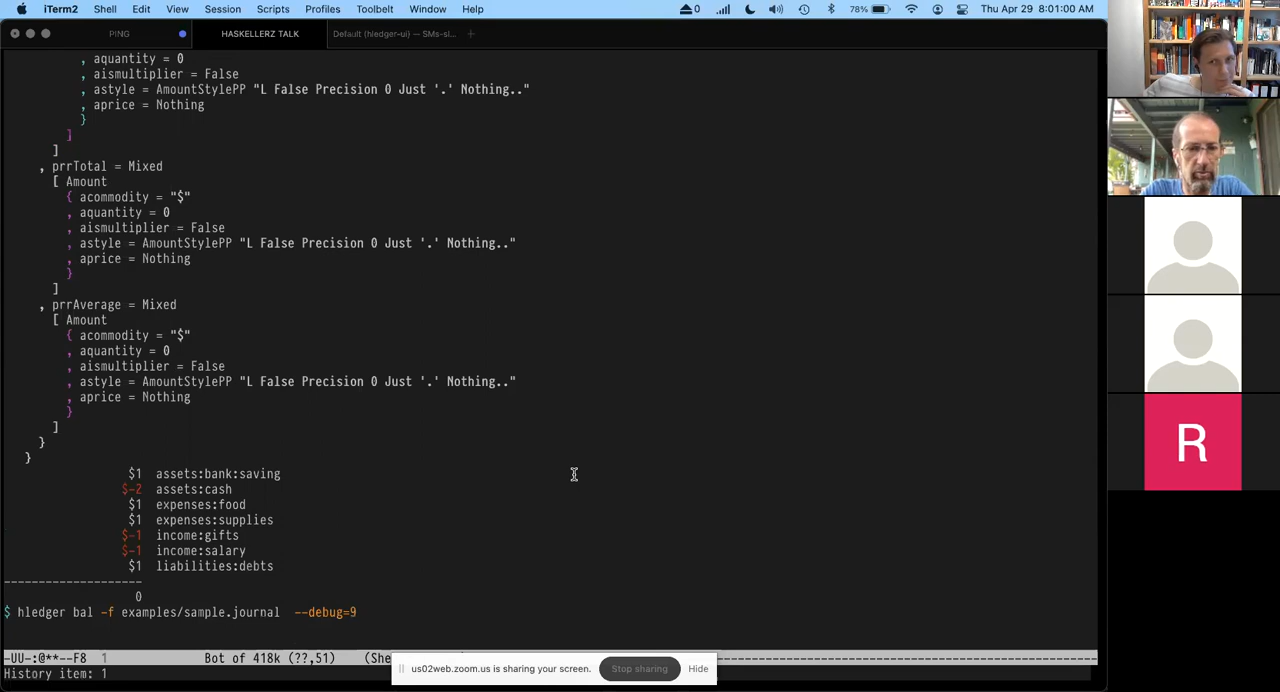 iTerm2 Shell Edit View Session Scripts Profiles Toolbelt Window Help 0 78% Thu Apr 29 8:01:00 AM
PING HASKELLERZ TALK Default (hledger-ui) — SMs-sl… +
, aquantity = 0
, aismultiplier = False
, astyle = AmountStylePP "L False Precision 0 Just '.' Nothing.."
, aprice = Nothing
}
]
]
, prrTotal = Mixed
[ Amount
{ acommodity = "$"
, aquantity = 0
, aismultiplier = False
, astyle = AmountStylePP "L False Precision 0 Just '.' Nothing.."
, aprice = Nothing
}
]
, prrAverage = Mixed
[ Amount
{ acommodity = "$"
, aquantity = 0
, aismultiplier = False
, astyle = AmountStylePP "L False Precision 0 Just '.' Nothing.."
, aprice = Nothing
}
]
}
}
$1 assets:bank:saving
$-2 assets:cash
$1 expenses:food
$1 expenses:supplies
$-1 income:gifts
$-1 income:salary
$1 liabilities:debts
--------------------
0
$ hledger bal -f examples/sample.journal --debug=9
-UU-:@**--F8 1 Bot of 418k (??,51) (She
us02web.zoom.us is sharing your screen. Stop sharing Hide
History item: 1
R